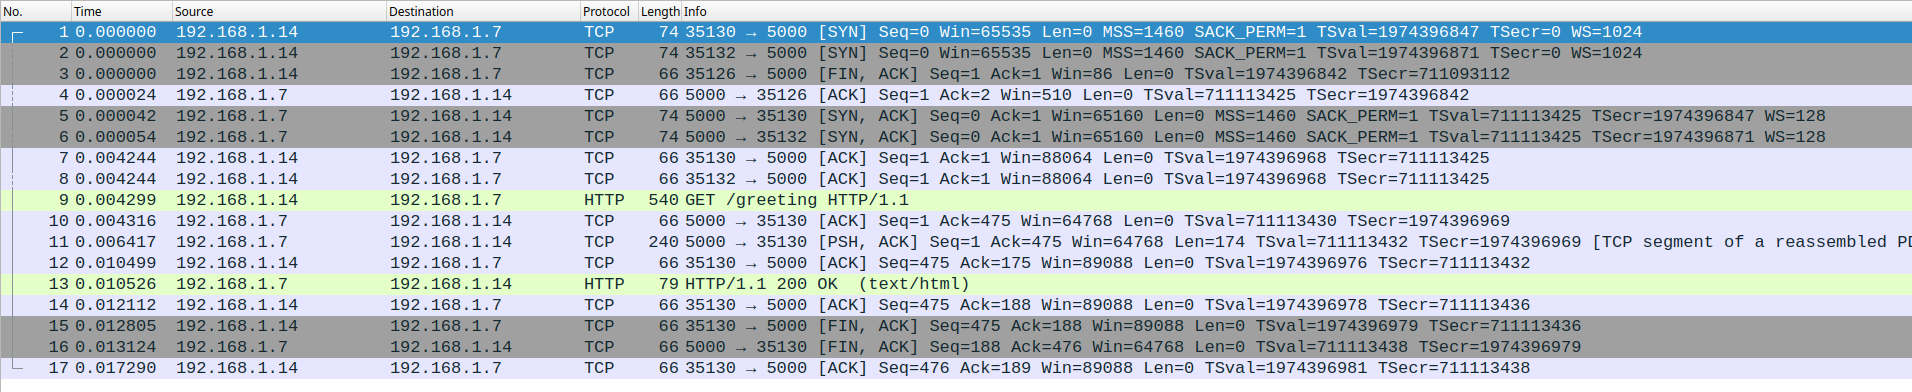 No. Time Source Destination Protocol Length Info
1 0.000000 192.168.1.14 192.168.1.7 TCP 74 35130 → 5000 [SYN] Seq=0 Win=65535 Len=0 MSS=1460 SACK_PERM=1 TSval=1974396847 TSecr=0 WS=1024
2 0.000000 192.168.1.14 192.168.1.7 TCP 74 35132 → 5000 [SYN] Seq=0 Win=65535 Len=0 MSS=1460 SACK_PERM=1 TSval=1974396871 TSecr=0 WS=1024
3 0.000000 192.168.1.14 192.168.1.7 TCP 66 35126 → 5000 [FIN, ACK] Seq=1 Ack=1 Win=86 Len=0 TSval=1974396842 TSecr=711093112
4 0.000024 192.168.1.7 192.168.1.14 TCP 66 5000 → 35126 [ACK] Seq=1 Ack=2 Win=510 Len=0 TSval=711113425 TSecr=1974396842
5 0.000042 192.168.1.7 192.168.1.14 TCP 74 5000 → 35130 [SYN, ACK] Seq=0 Ack=1 Win=65160 Len=0 MSS=1460 SACK_PERM=1 TSval=711113425 TSecr=1974396847 WS=128
6 0.000054 192.168.1.7 192.168.1.14 TCP 74 5000 → 35132 [SYN, ACK] Seq=0 Ack=1 Win=65160 Len=0 MSS=1460 SACK_PERM=1 TSval=711113425 TSecr=1974396871 WS=128
7 0.004244 192.168.1.14 192.168.1.7 TCP 66 35130 → 5000 [ACK] Seq=1 Ack=1 Win=88064 Len=0 TSval=1974396968 TSecr=711113425
8 0.004244 192.168.1.14 192.168.1.7 TCP 66 35132 → 5000 [ACK] Seq=1 Ack=1 Win=88064 Len=0 TSval=1974396968 TSecr=711113425
9 0.004299 192.168.1.14 192.168.1.7 HTTP 540 GET /greeting HTTP/1.1
10 0.004316 192.168.1.7 192.168.1.14 TCP 66 5000 → 35130 [ACK] Seq=1 Ack=475 Win=64768 Len=0 TSval=711113430 TSecr=1974396969
11 0.006417 192.168.1.7 192.168.1.14 TCP 240 5000 → 35130 [PSH, ACK] Seq=1 Ack=475 Win=64768 Len=174 TSval=711113432 TSecr=1974396969 [TCP segment of a reassembled
12 0.010499 192.168.1.14 192.168.1.7 TCP 66 35130 → 5000 [ACK] Seq=475 Ack=175 Win=89088 Len=0 TSval=1974396976 TSecr=711113432
13 0.010526 192.168.1.7 192.168.1.14 HTTP 79 HTTP/1.1 200 OK (text/html)
14 0.012112 192.168.1.14 192.168.1.7 TCP 66 35130 → 5000 [ACK] Seq=475 Ack=188 Win=89088 Len=0 TSval=1974396978 TSecr=711113436
15 0.012805 192.168.1.14 192.168.1.7 TCP 66 35130 → 5000 [FIN, ACK] Seq=475 Ack=188 Win=89088 Len=0 TSval=1974396979 TSecr=711113436
16 0.013124 192.168.1.7 192.168.1.14 TCP 66 5000 → 35130 [FIN, ACK] Seq=188 Ack=476 Win=64768 Len=0 TSval=711113438 TSecr=1974396979
17 0.017290 192.168.1.14 192.168.1.7 TCP 66 35130 → 5000 [ACK] Seq=476 Ack=189 Win=89088 Len=0 TSval=1974396981 TSecr=711113438